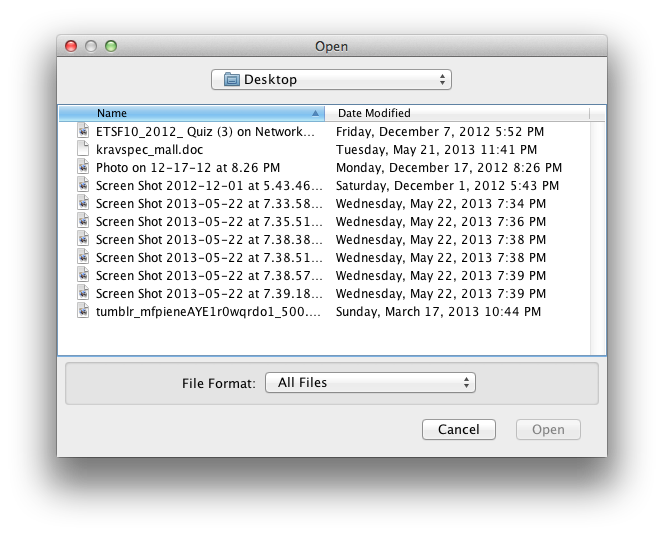 Open
Desktop
Name Date Modified
ETSF10_2012_ Quiz (3) on Network... Friday, December 7, 2012 5:52 PM
kravspec_mall.doc Tuesday, May 21, 2013 11:41 PM
Photo on 12-17-12 at 8.26 PM Monday, December 17, 2012 8:26 PM
Screen Shot 2012-12-01 at 5.43.46... Saturday, December 1, 2012 5:43 PM
Screen Shot 2013-05-22 at 7.33.58... Wednesday, May 22, 2013 7:34 PM
Screen Shot 2013-05-22 at 7.35.51... Wednesday, May 22, 2013 7:36 PM
Screen Shot 2013-05-22 at 7.38.38... Wednesday, May 22, 2013 7:38 PM
Screen Shot 2013-05-22 at 7.38.51... Wednesday, May 22, 2013 7:38 PM
Screen Shot 2013-05-22 at 7.38.57... Wednesday, May 22, 2013 7:39 PM
Screen Shot 2013-05-22 at 7.39.18... Wednesday, May 22, 2013 7:39 PM
tumblr_mfpieneAYE1r0wqrdo1_500.... Sunday, March 17, 2013 10:44 PM
File Format: All Files
Cancel Open